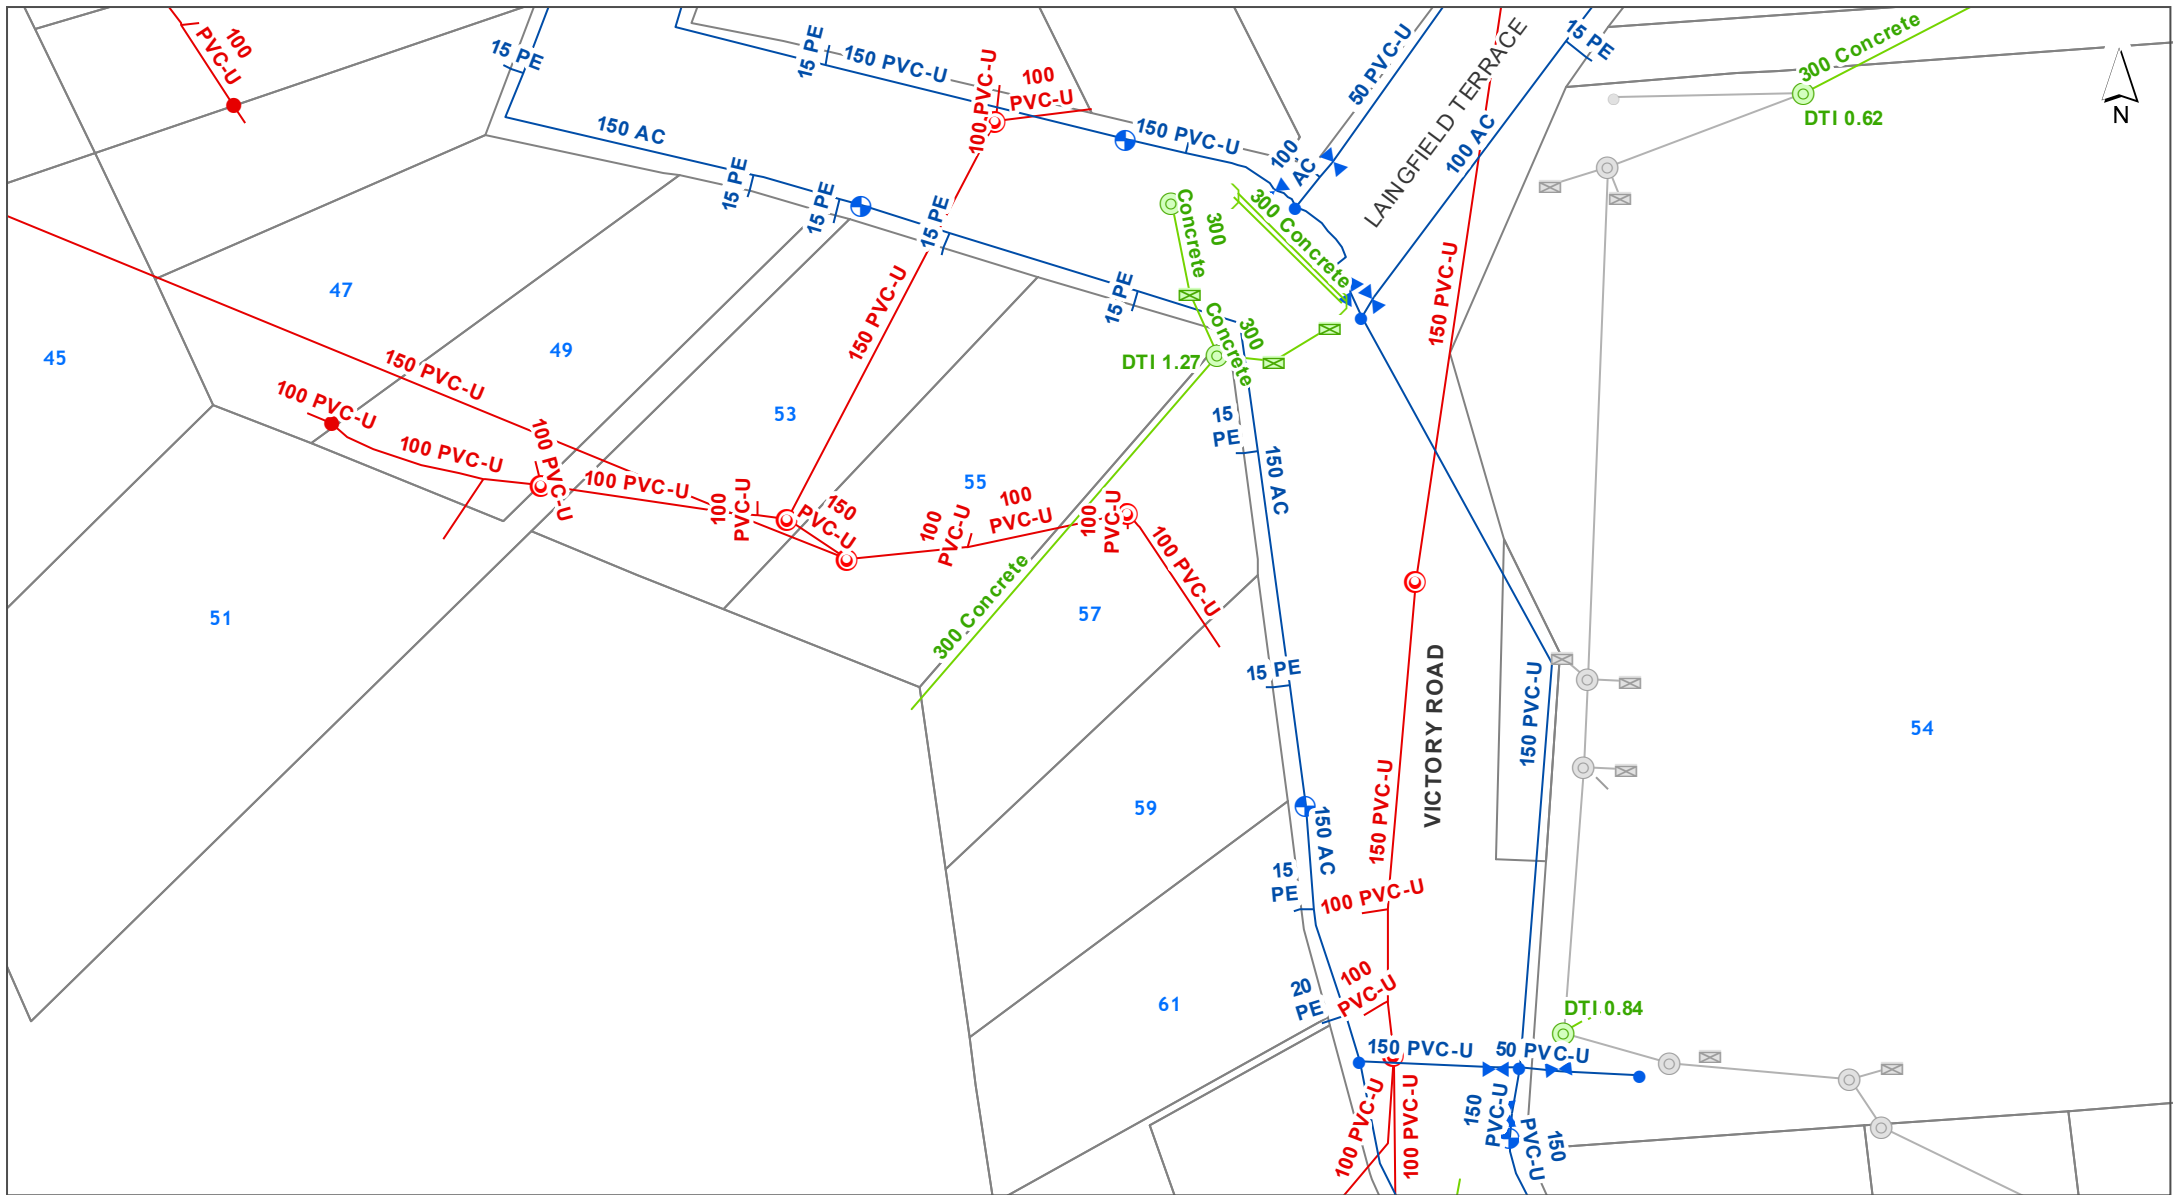 100
PVC-U
15 PE
15 PE
150 PVC-U
100 PVC-U
100
PVC-U
50 PVC-U
LAINGFIELD TERRACE
15 PE
300 Concrete
DTI 0.62
N
150 AC
150 PVC-U
100
AC
100 AC
15 PE
15 PE
15 PE
300
Concrete
300 Concrete
150 PVC-U
47
15 PE
150 PVC-U
45
49
150 PVC-U
300
Concrete
DTI 1.27
53
100 PVC-U
100 PVC-U
100 PVC-U
100 PVC-U
15
PE
150 AC
55
100
PVC-U
150
PVC-U
100
PVC-U
100
PVC-U
100
PVC-U
100 PVC-U
300 Concrete
51
57
15 PE
150 PVC-U
VICTORY ROAD
54
59
150 PVC-U
150 AC
15
PE
100 PVC-U
61
20
PE
100
PVC-U
DTI 0.84
150 PVC-U
50 PVC-U
100 PVC-U
100 PVC-U
150
PVC-U
150
PVC-U